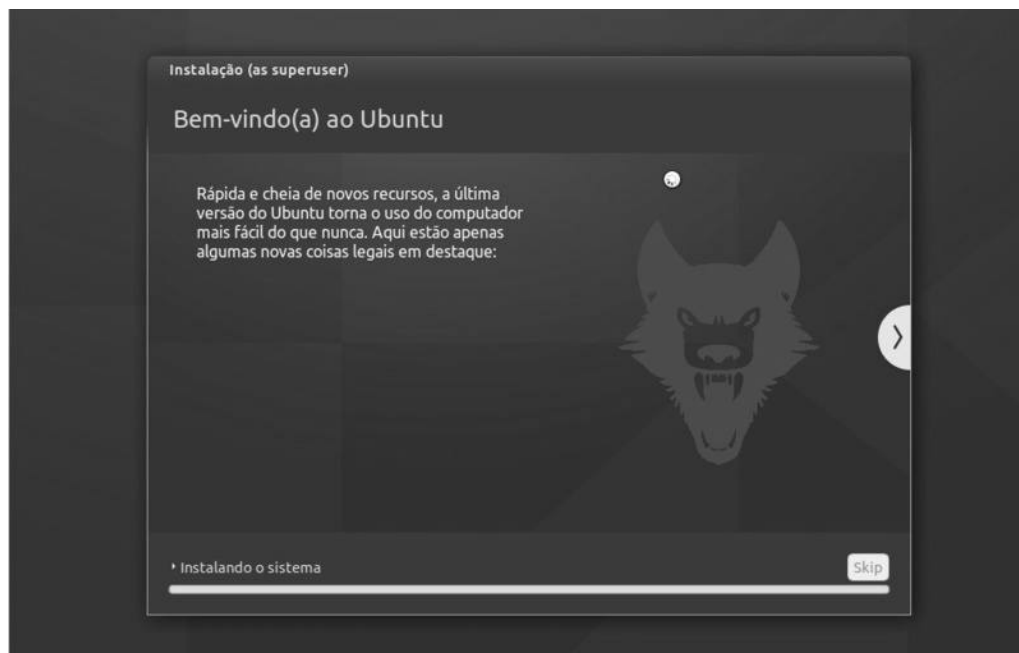 Instalação (as superuser)
Bem-vindo(a) ao Ubuntu
Rápida e cheia de novos recursos, a última
versão do Ubuntu torna o uso do computador
mais fácil do que nunca. Aqui estão apenas
algumas novas coisas legais em destaque:
Instalando o sistema
Skip